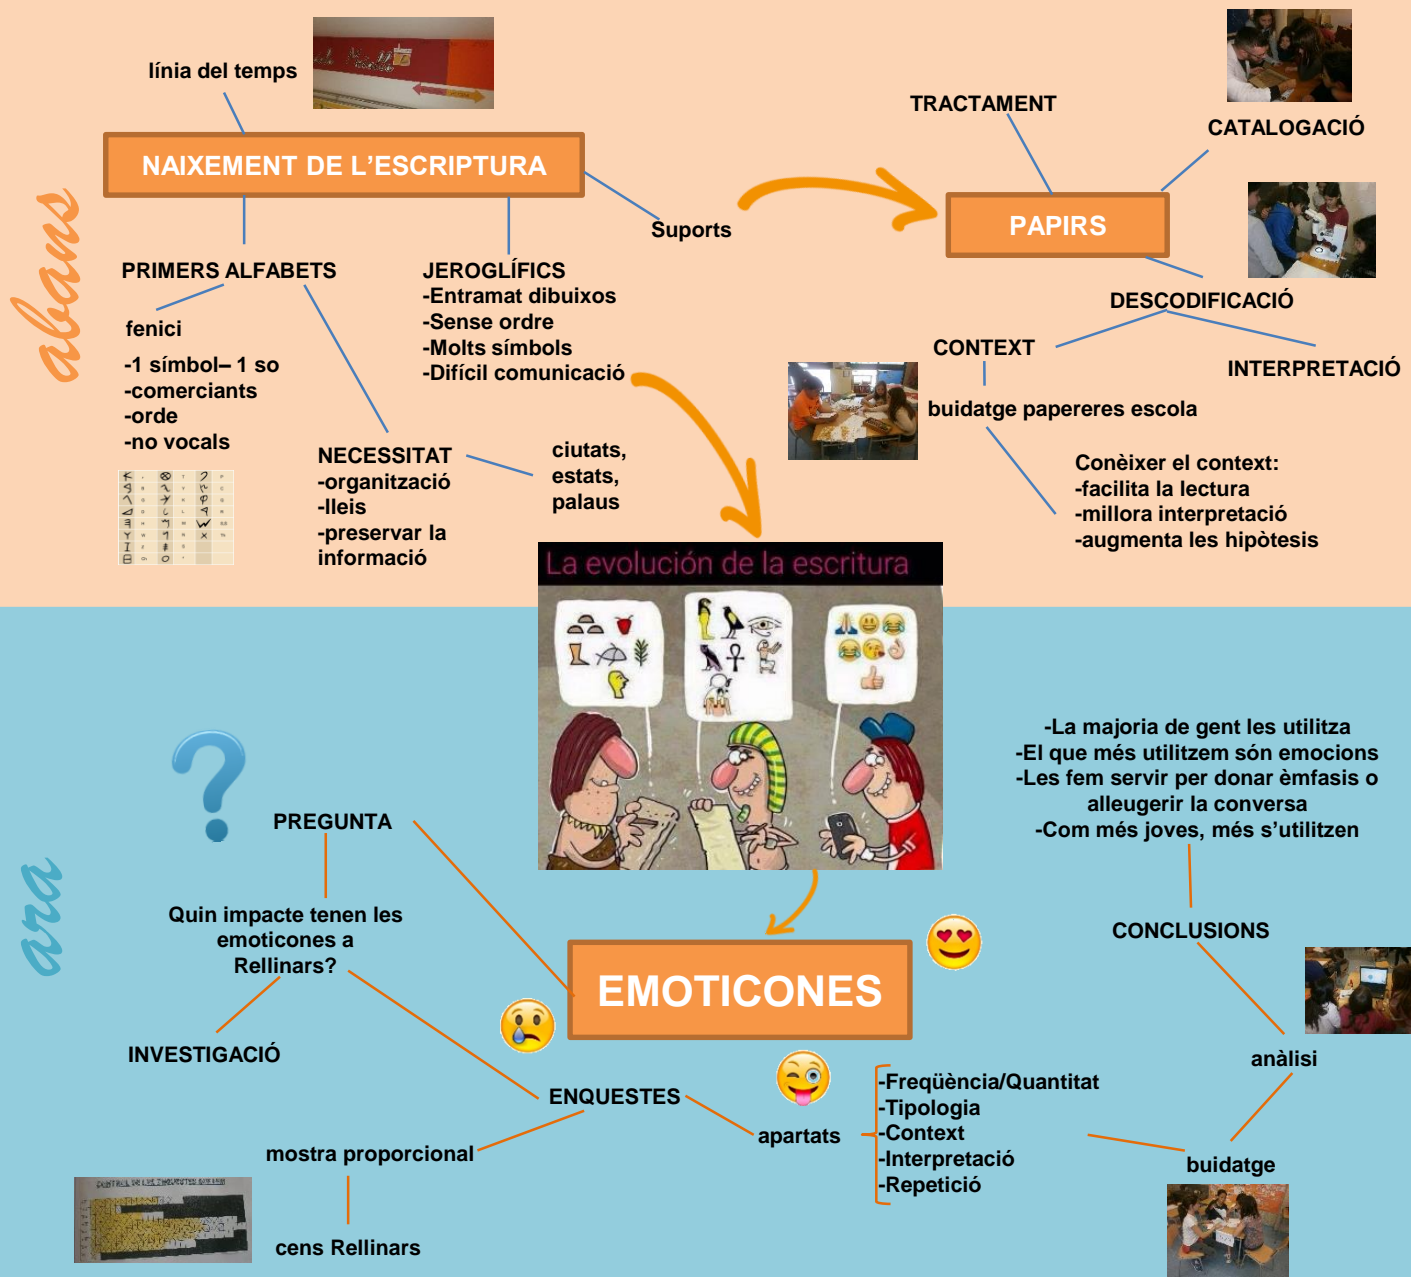 abans
línia del temps
NAIXEMENT DE L'ESCRIPTURA
Suports
PRIMERS ALFABETS
fenici
-1 símbol– 1 so
-comerciants
-orde
-no vocals
NECESSITAT
-organització
-lleis
-preservar la
informació
ciutats,
estats,
palaus
JEROGLÍFICS
-Entramat dibuixos
-Sense ordre
-Molts símbols
-Difícil comunicació
TRACTAMENT
CATALOGACIÓ
PAPIRS
DESCODIFICACIÓ
CONTEXT
INTERPRETACIÓ
buidatge papereres escola
Conèixer el context:
-facilita la lectura
-millora interpretació
-augmenta les hipòtesis
La evolución de la escritura
ara
?
PREGUNTA
Quin impacte tenen les
emoticones a
Rellinars?
INVESTIGACIÓ
EMOTICONES
ENQUESTES
mostra proporcional
cens Rellinars
apartats
-Freqüència/Quantitat
-Tipologia
-Context
-Interpretació
-Repetició
buidatge
anàlisi
CONCLUSIONS
-La majoria de gent les utilitza
-El que més utilitzem són emocions
-Les fem servir per donar èmfasis o
alleugerir la conversa
-Com més joves, més s'utilitzen